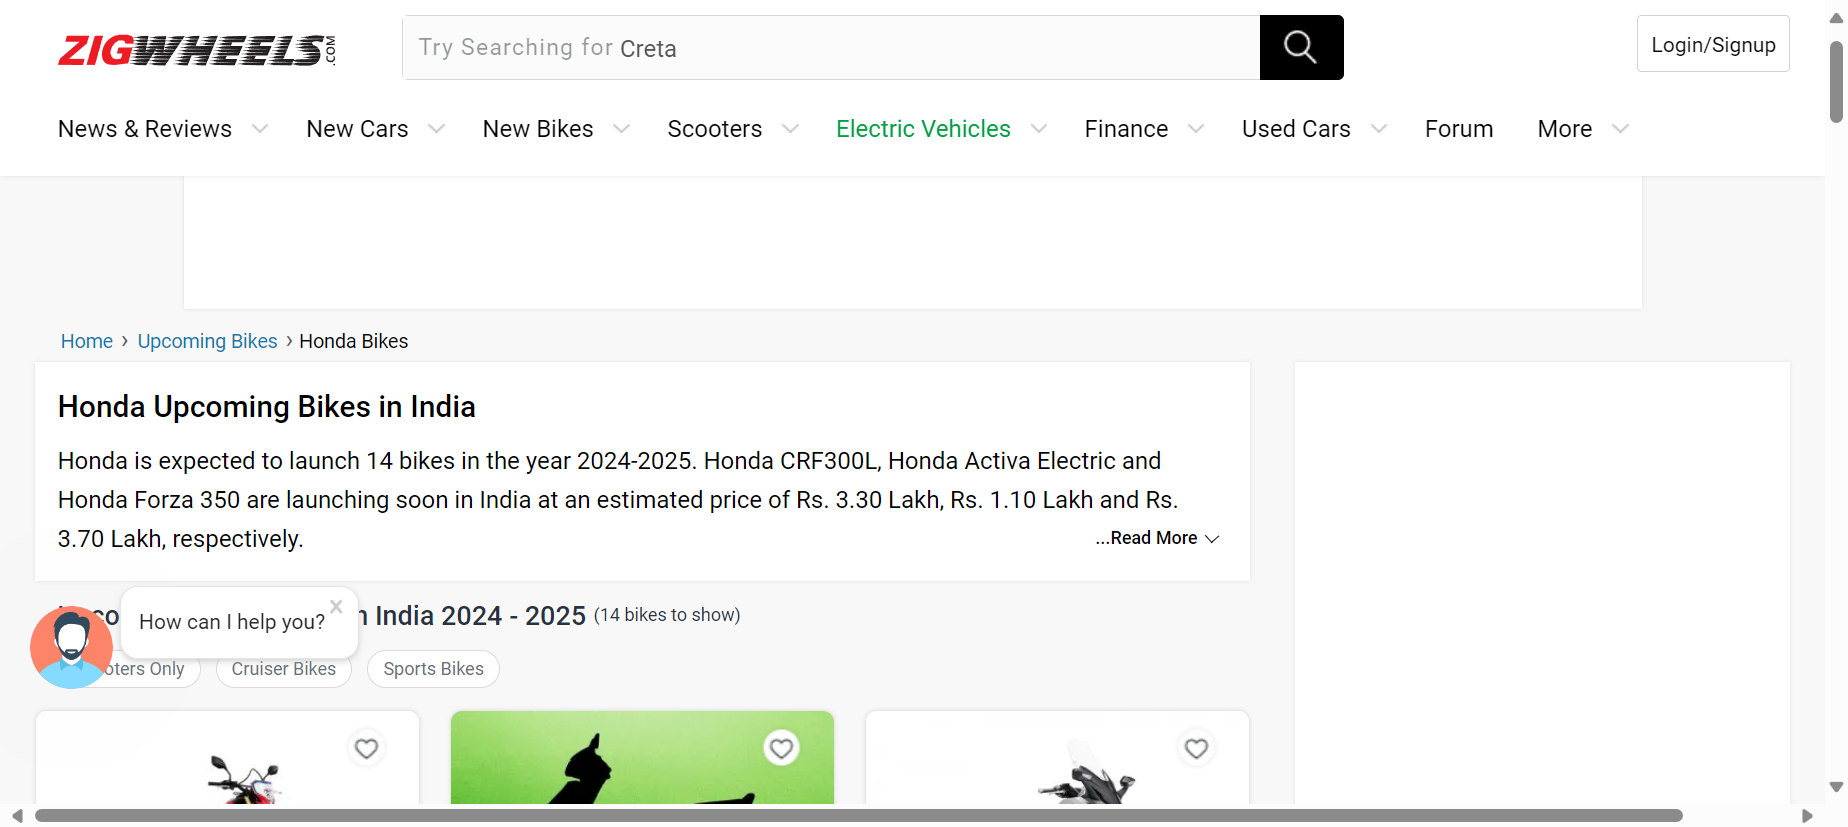 ZIGWHEELS.COM
Try Searching for Creta
Login/Signup
News & Reviews New Cars New Bikes Scooters Electric Vehicles Finance Used Cars Forum More
Home › Upcoming Bikes › Honda Bikes
Honda Upcoming Bikes in India
Honda is expected to launch 14 bikes in the year 2024-2025. Honda CRF300L, Honda Activa Electric and
Honda Forza 350 are launching soon in India at an estimated price of Rs. 3.30 Lakh, Rs. 1.10 Lakh and Rs.
3.70 Lakh, respectively.
...Read More
How can I help you? x
India 2024 - 2025 (14 bikes to show)
Only Cruiser Bikes Sports Bikes